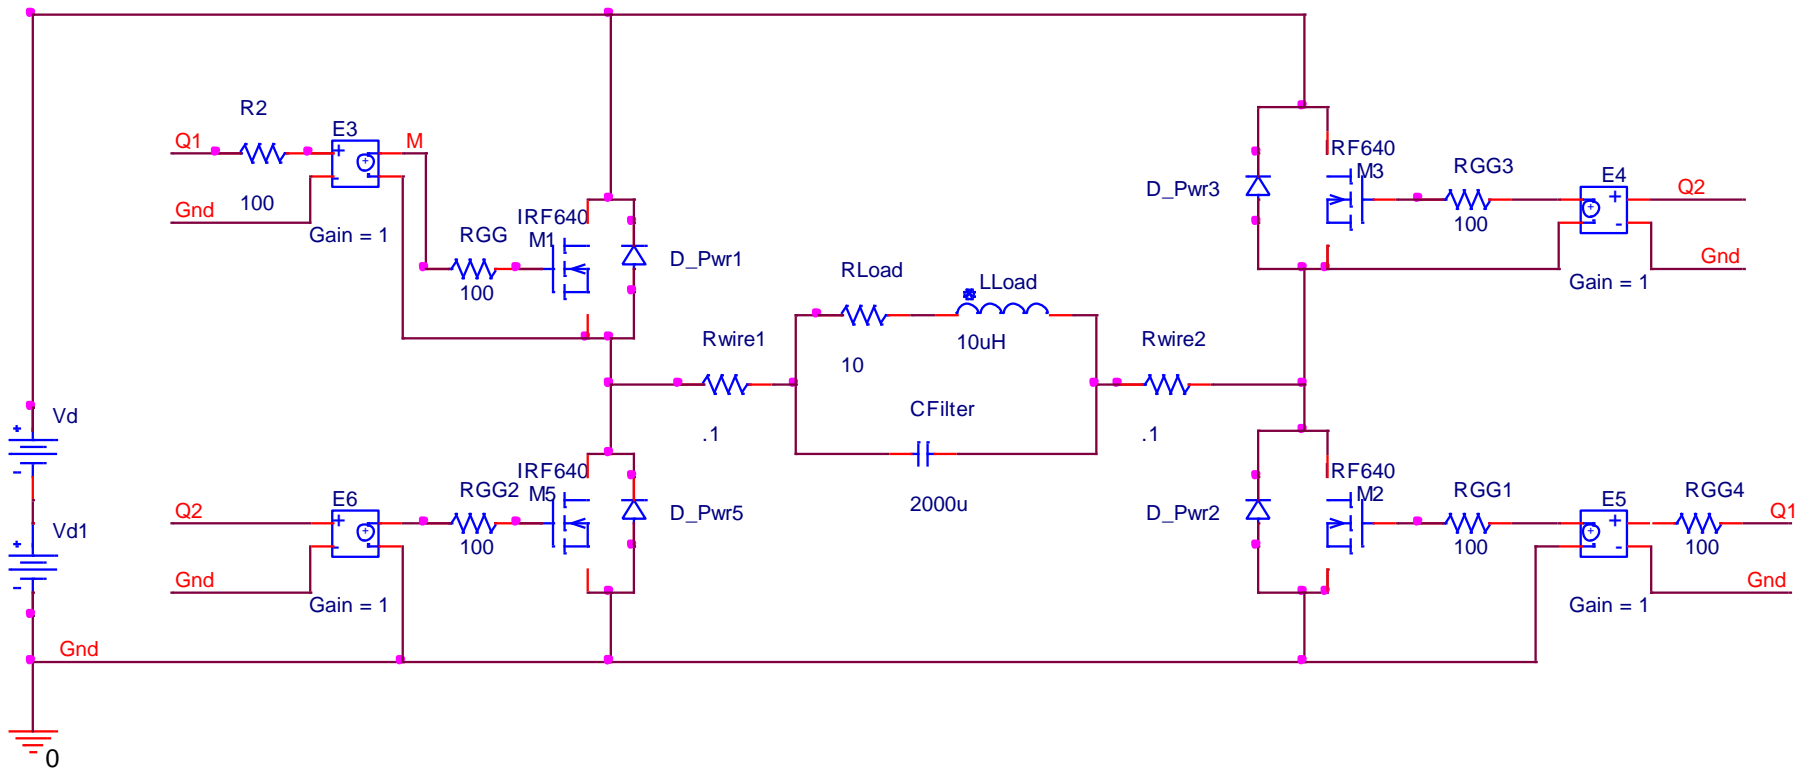 R2
Q1
E3
M
Gnd
100
Gain = 1
RGG
100
IRF640
M1
D_Pwr1
RLoad
LLoad
10
10uH
Rwire1
.1
Rwire2
.1
CFilter
2000u
D_Pwr3
RF640
M3
RGG3
100
E4
Q2
Gnd
Gain = 1
+
Vd
-
+
Vd1
-
Q2
E6
Gnd
Gain = 1
RGG2
100
IRF640
M5
D_Pwr5
D_Pwr2
RF640
M2
RGG1
100
E5
RGG4
100
Q1
Gnd
Gain = 1
Gnd
0